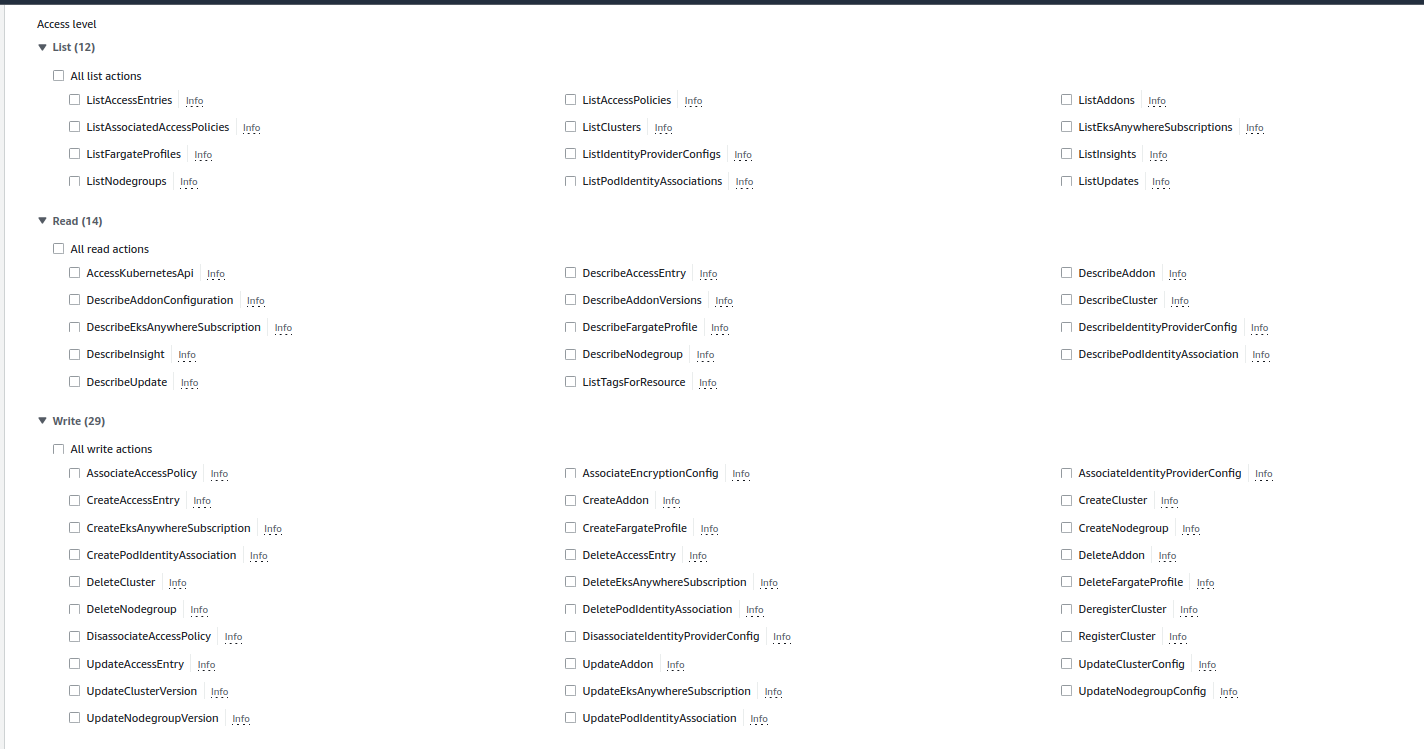 Access level
List (12)
All list actions
ListAccessEntries Info ListAccessPolicies Info ListAddons Info
ListAssociatedAccessPolicies Info ListClusters Info ListEksAnywhereSubscriptions Info
ListFargateProfiles Info ListIdentityProviderConfigs Info ListInsights Info
ListNodegroups Info ListPodIdentityAssociations Info ListUpdates Info
Read (14)
All read actions
AccessKubernetesApi Info DescribeAccessEntry Info DescribeAddon Info
DescribeAddonConfiguration Info DescribeAddonVersions Info DescribeCluster Info
DescribeEksAnywhereSubscription Info DescribeFargateProfile Info DescribeIdentityProviderConfig Info
DescribeInsight Info DescribeNodegroup Info DescribePodIdentityAssociation Info
DescribeUpdate Info ListTagsForResource Info
Write (29)
All write actions
AssociateAccessPolicy Info AssociateEncryptionConfig Info AssociateIdentityProviderConfig Info
CreateAccessEntry Info CreateAddon Info CreateCluster Info
CreateEksAnywhereSubscription Info CreateFargateProfile Info CreateNodegroup Info
CreatePodIdentityAssociation Info DeleteAccessEntry Info DeleteAddon Info
DeleteCluster Info DeleteEksAnywhereSubscription Info DeleteFargateProfile Info
DeleteNodegroup Info DeletePodIdentityAssociation Info DeregisterCluster Info
DisassociateAccessPolicy Info DisassociateIdentityProviderConfig Info RegisterCluster Info
UpdateAccessEntry Info UpdateAddon Info UpdateClusterConfig Info
UpdateClusterVersion Info UpdateEksAnywhereSubscription Info UpdateNodegroupConfig Info
UpdateNodegroupVersion Info UpdatePodIdentityAssociation Info